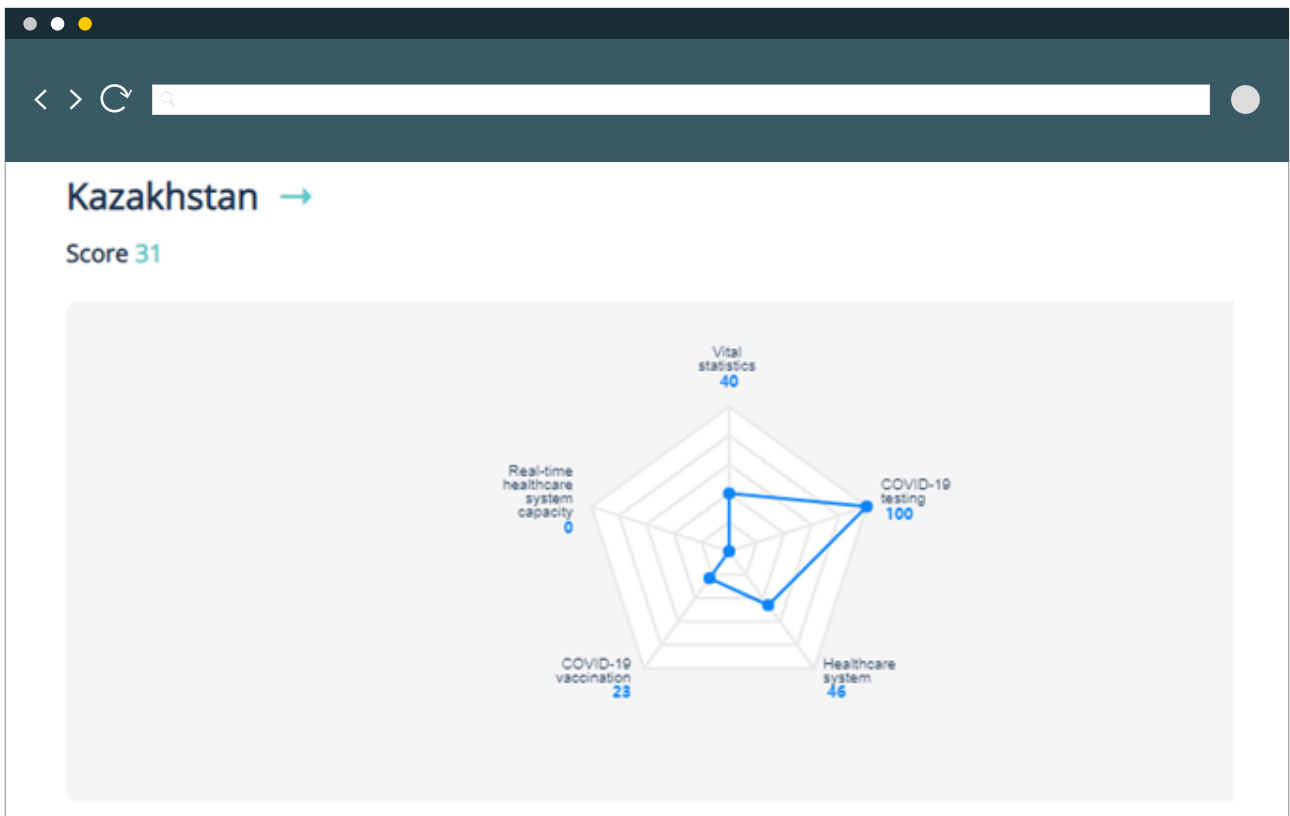 Kazakhstan →
Score 31
Vital
statistics
40
COVID-19
testing
100
Real-time
healthcare
system
capacity
0
COVID-19
vaccination
23
Healthcare
system
46